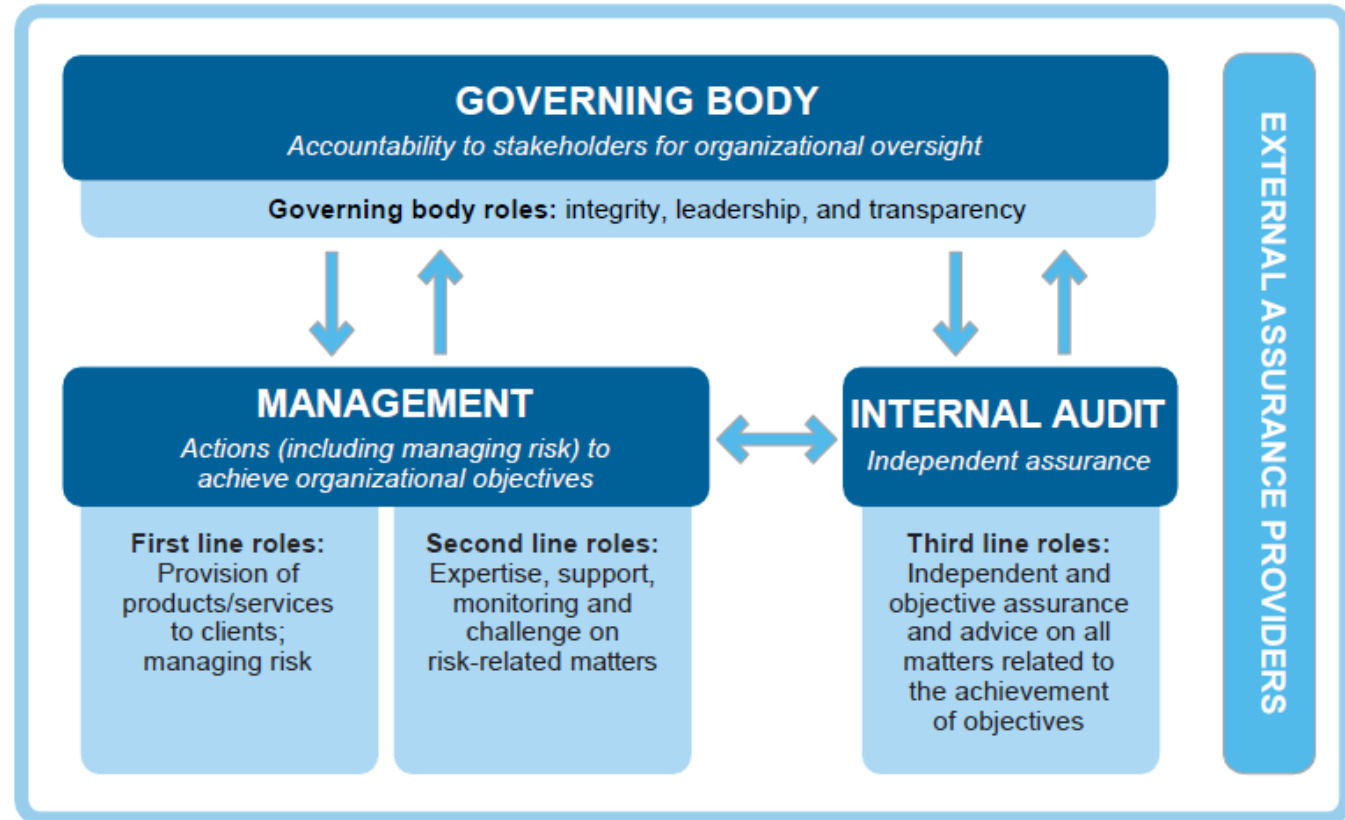 GOVERNING BODY
Accountability to stakeholders for organizational oversight
Governing body roles: integrity, leadership, and transparency
MANAGEMENT
Actions (including managing risk) to
achieve organizational objectives
First line roles:
Provision of
products/services
to clients;
managing risk
Second line roles:
Expertise, support,
monitoring and
challenge on
risk-related matters
INTERNAL AUDIT
Independent assurance
Third line roles:
Independent and
objective assurance
and advice on all
matters related to
the achievement
of objectives
EXTERNAL ASSURANCE PROVIDERS